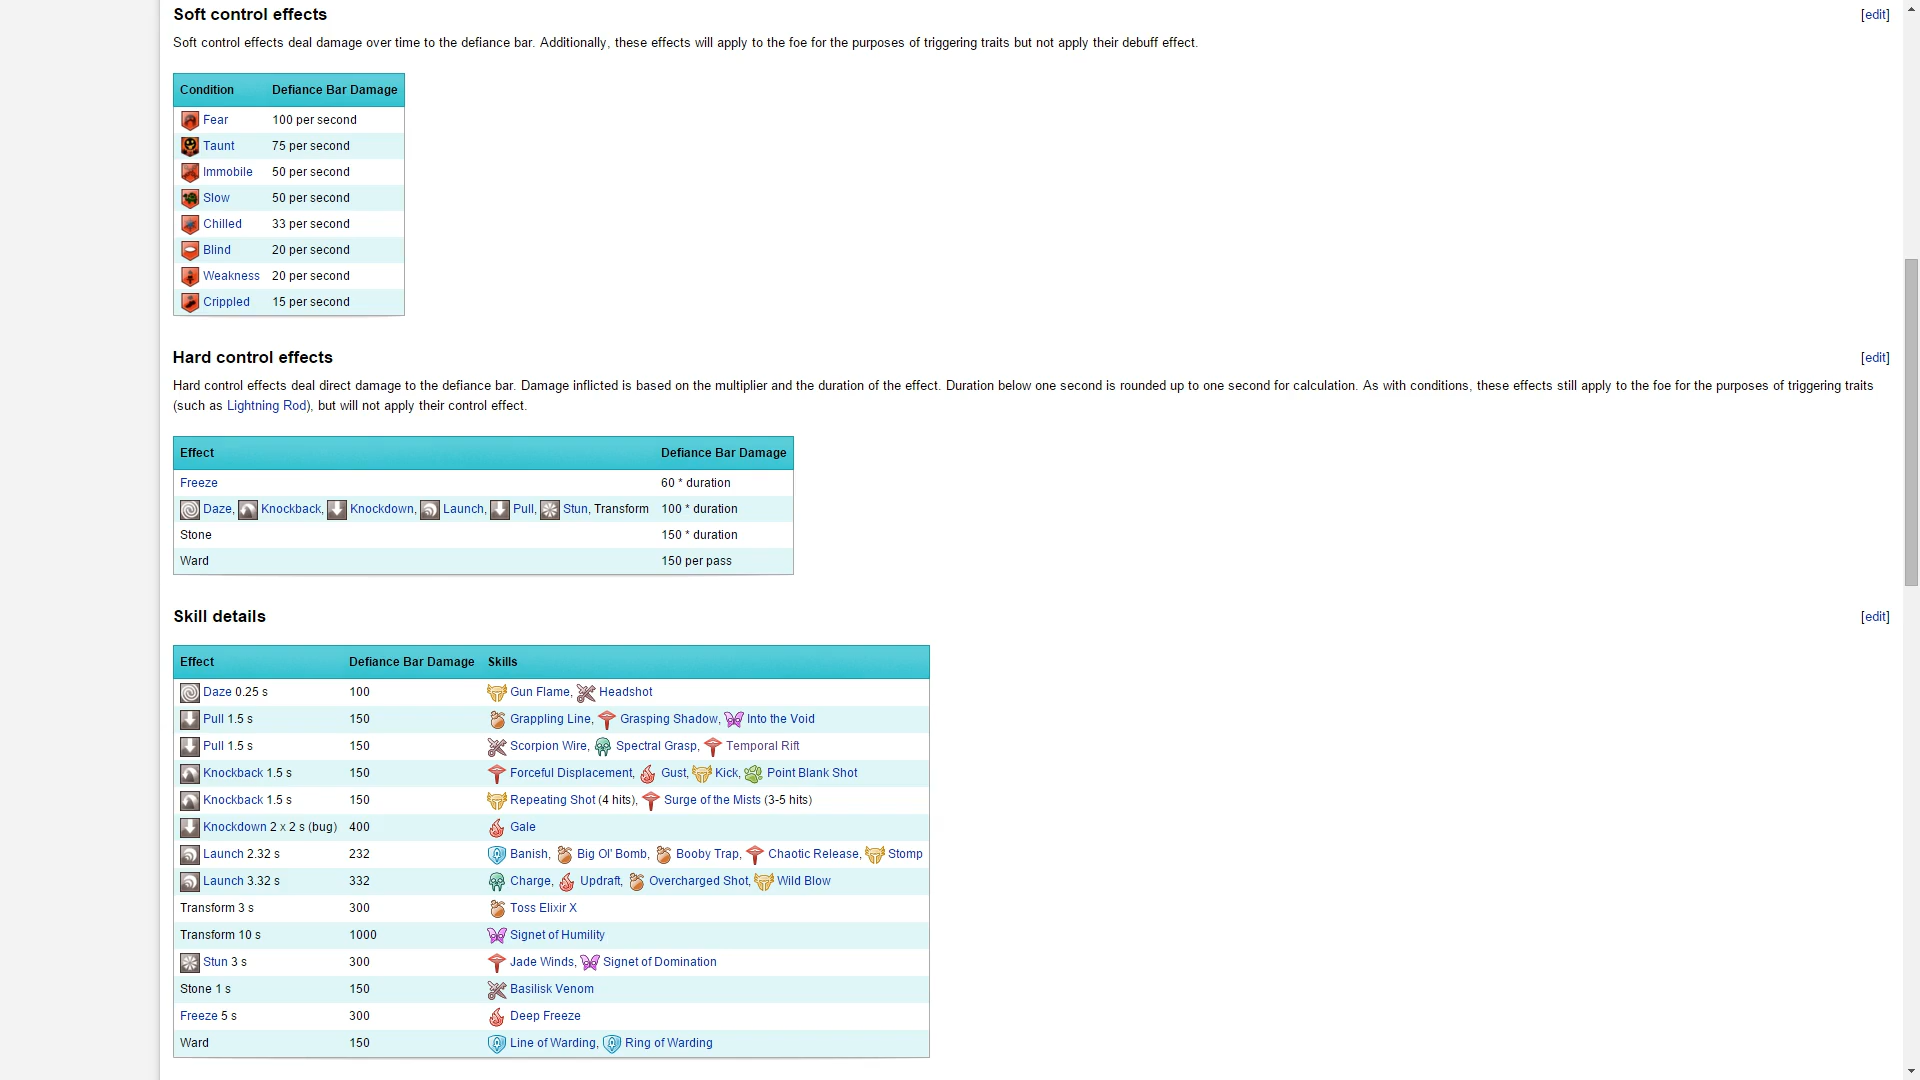 Soft control effects [edit]
Soft control effects deal damage over time to the defiance bar. Additionally, these effects will apply to the foe for the purposes of triggering traits but not apply their debuff effect.
Condition Defiance Bar Damage
Fear 100 per second
Taunt 75 per second
Immobile 50 per second
Slow 50 per second
Chilled 33 per second
Blind 20 per second
Weakness 20 per second
Crippled 15 per second
Hard control effects [edit]
Hard control effects deal direct damage to the defiance bar. Damage inflicted is based on the multiplier and the duration of the effect. Duration below one second is rounded up to one second for calculation. As with conditions, these effects still apply to the foe for the purposes of triggering traits
(such as Lightning Rod), but will not apply their control effect.
Effect Defiance Bar Damage
Freeze 60 * duration
Daze, Knockback, Knockdown, Launch, Pull, Stun, Transform 100 * duration
Stone 150 * duration
Ward 150 per pass
Skill details [edit]
Effect Defiance Bar Damage Skills
Daze 0.25 s 100 Gun Flame, Headshot
Pull 1.5 s 150 Grappling Line, Grasping Shadow, Into the Void
Pull 1.5 s 150 Scorpion Wire, Spectral Grasp, Temporal Rift
Knockback 1.5 s 150 Forceful Displacement, Gust, Kick, Point Blank Shot
Knockback 1.5 s 150 Repeating Shot (4 hits), Surge of the Mists (3-5 hits)
Knockdown 2 x 2 s (bug) 400 Gale
Launch 2.32 s 232 Banish, Big Ol' Bomb, Booby Trap, Chaotic Release, Stomp
Launch 3.32 s 332 Charge, Updraft, Overcharged Shot, Wild Blow
Transform 3 s 300 Toss Elixir X
Transform 10 s 1000 Signet of Humility
Stun 3 s 300 Jade Winds, Signet of Domination
Stone 1 s 150 Basilisk Venom
Freeze 5 s 300 Deep Freeze
Ward 150 Line of Warding, Ring of Warding